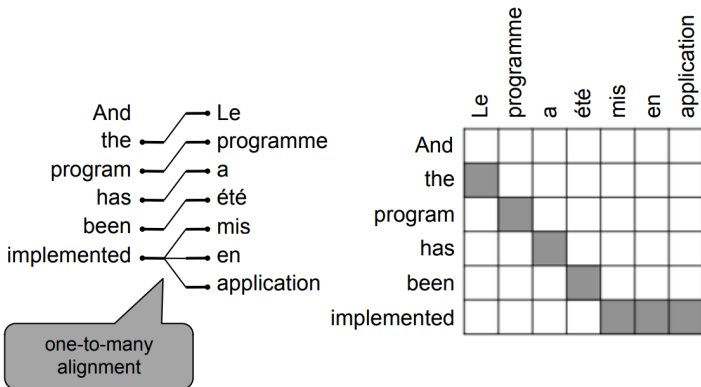 And
the
program
has
been
implemented
Le
programme
a
été
mis
en
application
one-to-many
alignment
Le
programme
a
été
mis
en
application
And
the
program
has
been
implemented